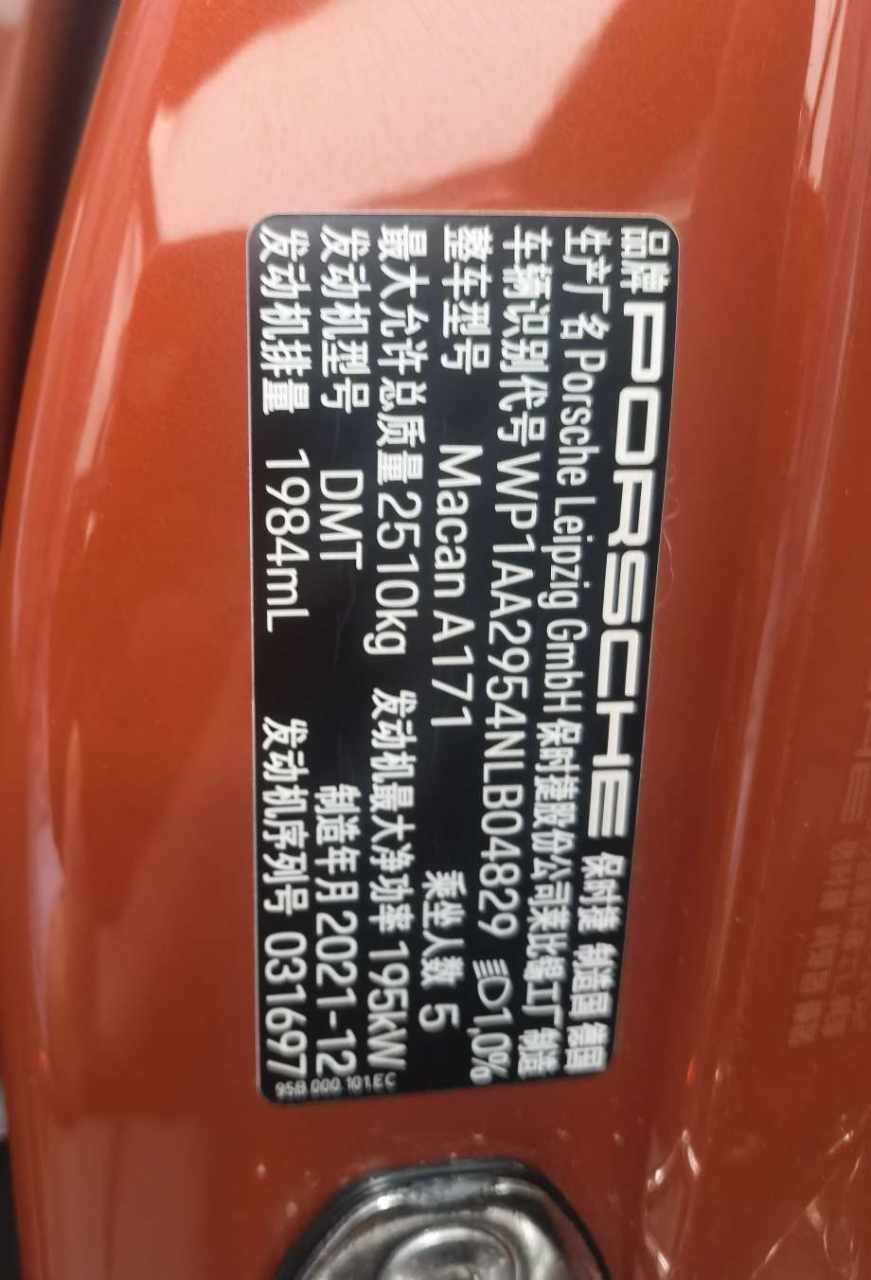 品牌 PORSCHE 保时捷 制造国 德国
生产厂名 Porsche Leipzig GmbH 保时捷股份公司莱比锡工厂 制造
车辆识别代号 WP1AA2954NLB04829 1,0%
整车型号 Macan A171 乘坐人数 5
最大允许总质量 2510kg 发动机最大净功率 195kW
发动机型号 DMT 制造年月 2021-12
发动机排量 1984mL 发动机序列号 031697
95B.000.101.EC